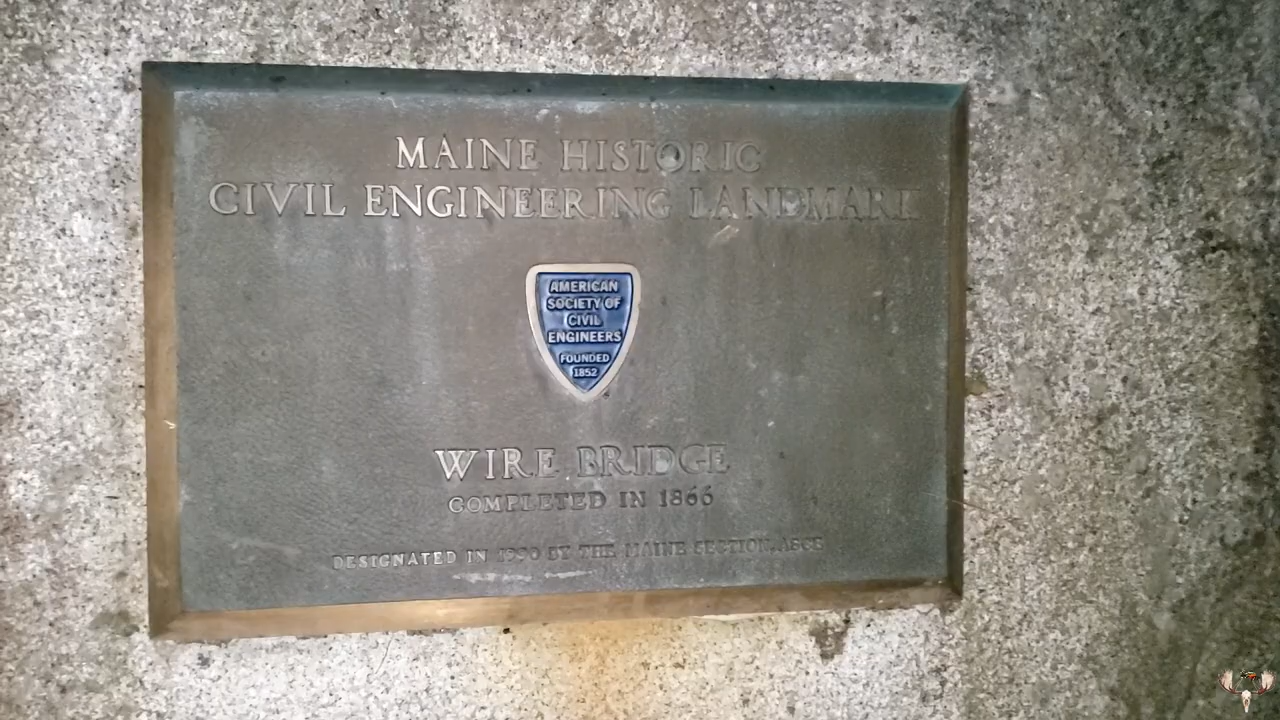 MAINE HISTORIC
CIVIL ENGINEERING LANDMARK
AMERICAN
SOCIETY OF
CIVIL
ENGINEERS
FOUNDED
1852
WIRE BRIDGE
COMPLETED IN 1866
DESIGNATED IN 1990 BY THE MAINE SECTION, ASCE